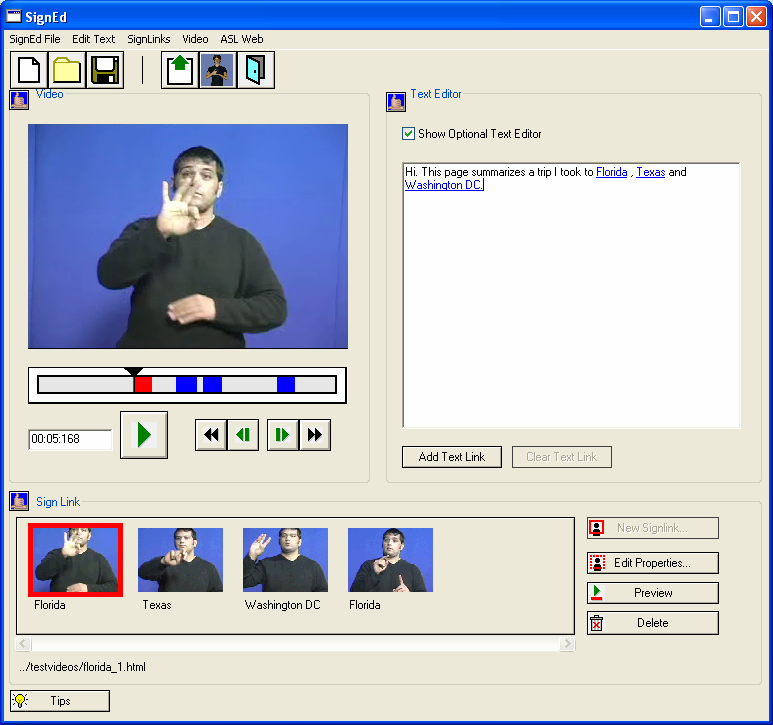 SignEd
SignEd File Edit Text SignLinks Video ASL Web
Video
00:05:168
Text Editor
Show Optional Text Editor
Hi. This page summarizes a trip I took to Florida , Texas and
Washington DC.
Add Text Link Clear Text Link
Sign Link
Florida Texas Washington DC Florida
New Signlink...
Edit Properties...
Preview
Delete
../testvideos/florida_1.html
Tips